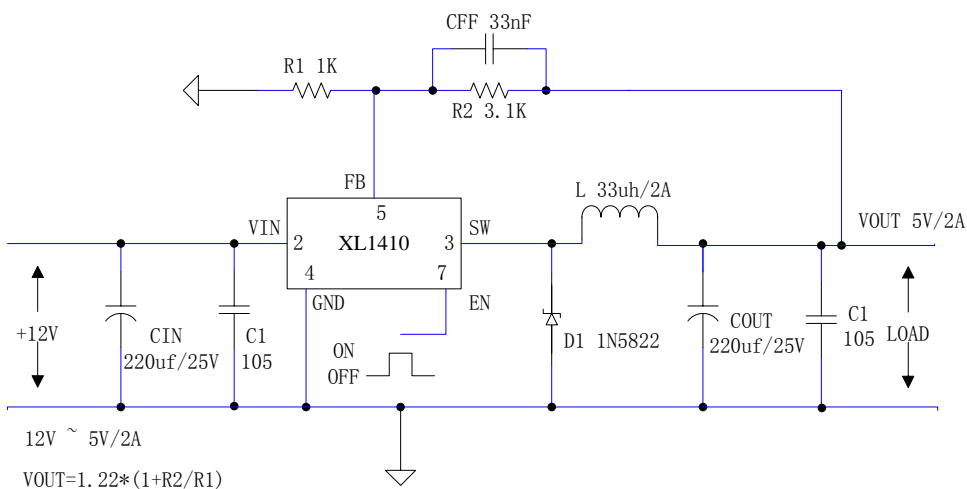 CFF 33nF
R1 1K
R2 3.1K
FB
L 33uh/2A
5
VIN
SW
VOUT 5V/2A
2
XL1410
3
4
7
GND
EN
+12V
CIN
220uf/25V
C1
105
ON
OFF
D1 1N5822
COUT
220uf/25V
C1
105
LOAD
12V ~ 5V/2A
VOUT=1.22*(1+R2/R1)